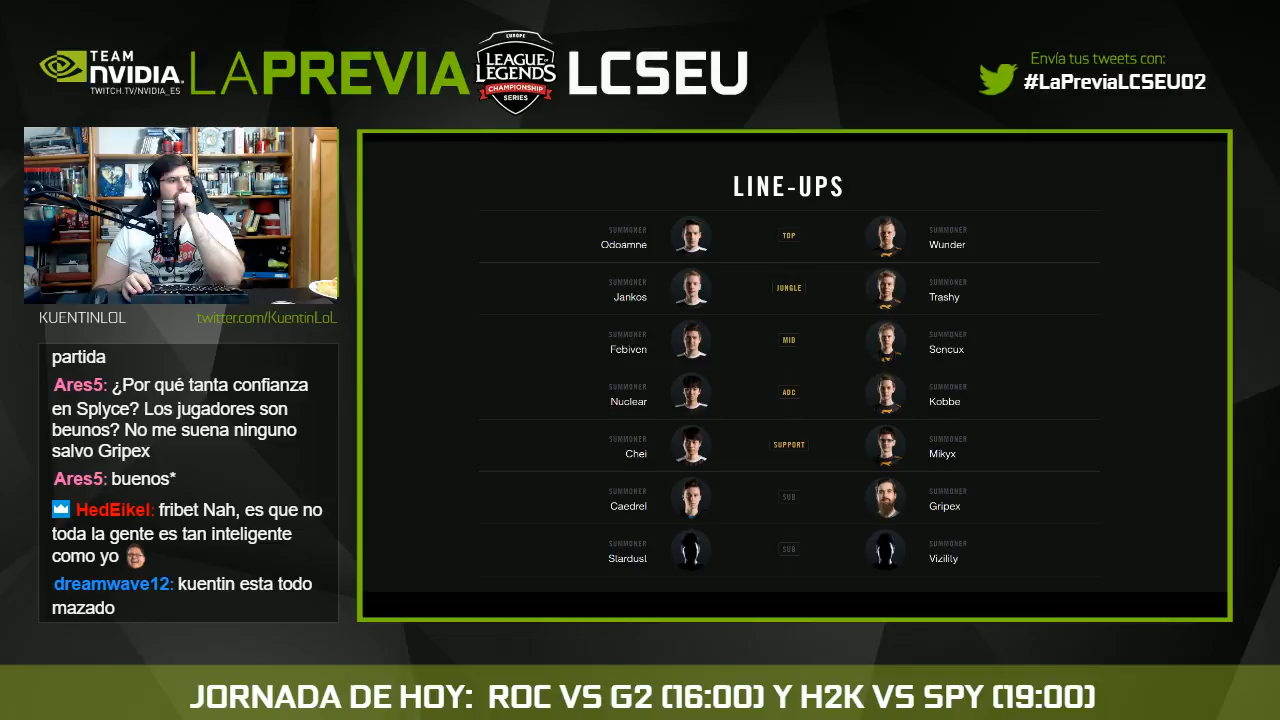 TEAM
NVIDIA.
TWITCH.TV/NVIDIA_ES
LAPREVIA
EUROPE
LEAGUE OF
LEGENDS
CHAMPIONSHIP
SERIES
LCSEU
Envía tus tweets con:
#LaPreviaLCSEU02
KUENTINLOL
twitter.com/KuentinLoL
partida
Ares5: ¿Por qué tanta confianza
en Splyce? Los jugadores son
beunos? No me suena ninguno
salvo Gripex
Ares5: buenos*
HedEikel: fribet Nah, es que no
toda la gente es tan inteligente
como yo
dreamwave12: kuentin esta todo
mazado
LINE-UPS
SUMMONER
Odoamne
TOP
SUMMONER
Wunder
SUMMONER
Jankos
JUNGLE
SUMMONER
Trashy
SUMMONER
Febiven
MID
SUMMONER
Sencux
SUMMONER
Nuclear
ADC
SUMMONER
Kobbe
SUMMONER
Chei
SUPPORT
SUMMONER
Mikyx
SUMMONER
Caedrel
SUB
SUMMONER
Gripex
SUMMONER
Stardust
SUB
SUMMONER
Vizility
JORNADA DE HOY: ROC VS G2 (16:00) Y H2K VS SPY (19:00)